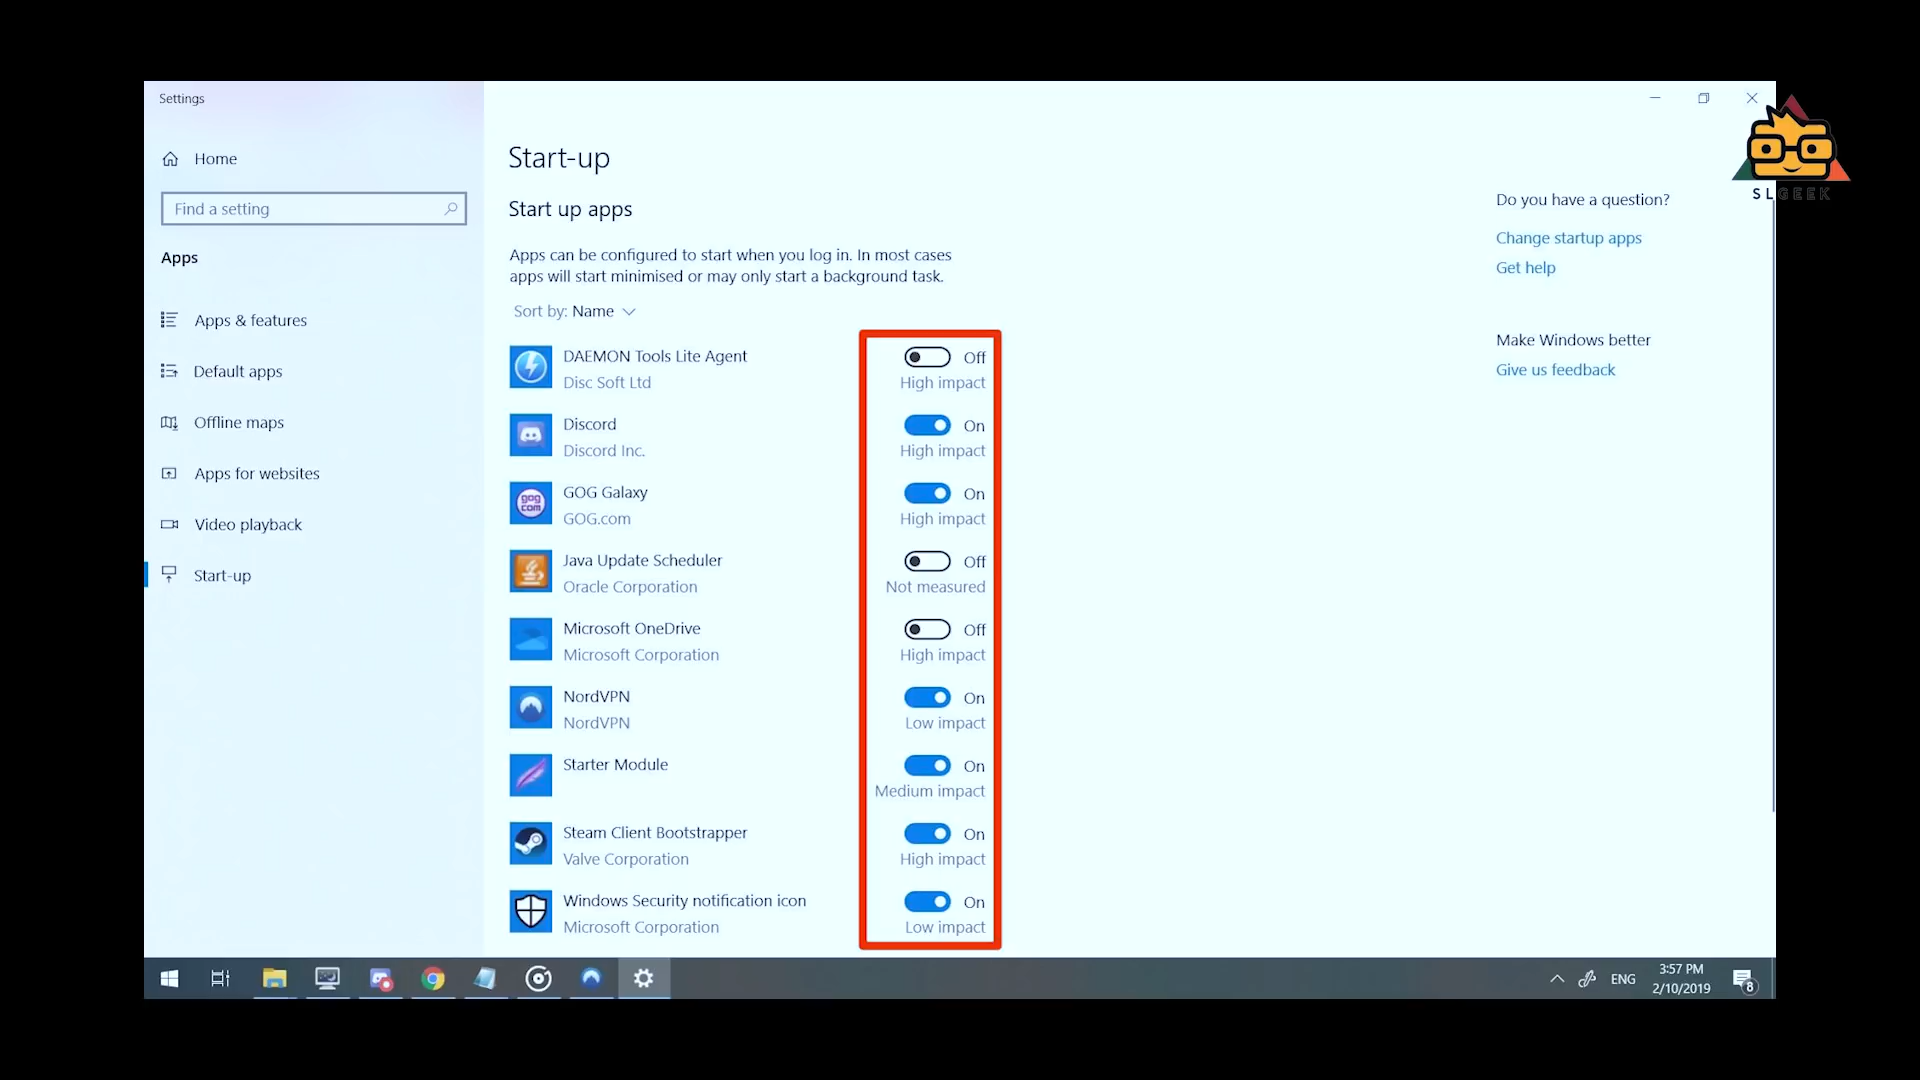 Settings
Home
Find a setting
Apps
Apps & features
Default apps
Offline maps
Apps for websites
Video playback
Start-up
Start-up
Start up apps
Apps can be configured to start when you log in. In most cases
apps will start minimised or may only start a background task.
Sort by: Name
DAEMON Tools Lite Agent
Disc Soft Ltd
Off
High impact
Discord
Discord Inc.
On
High impact
GOG Galaxy
GOG.com
On
High impact
Java Update Scheduler
Oracle Corporation
Off
Not measured
Microsoft OneDrive
Microsoft Corporation
Off
High impact
NordVPN
NordVPN
On
Low impact
Starter Module
On
Medium impact
Steam Client Bootstrapper
Valve Corporation
On
High impact
Windows Security notification icon
Microsoft Corporation
On
Low impact
Do you have a question?
Change startup apps
Get help
Make Windows better
Give us feedback
SLGEEK
gog
com
ENG
3:57 PM
2/10/2019
8